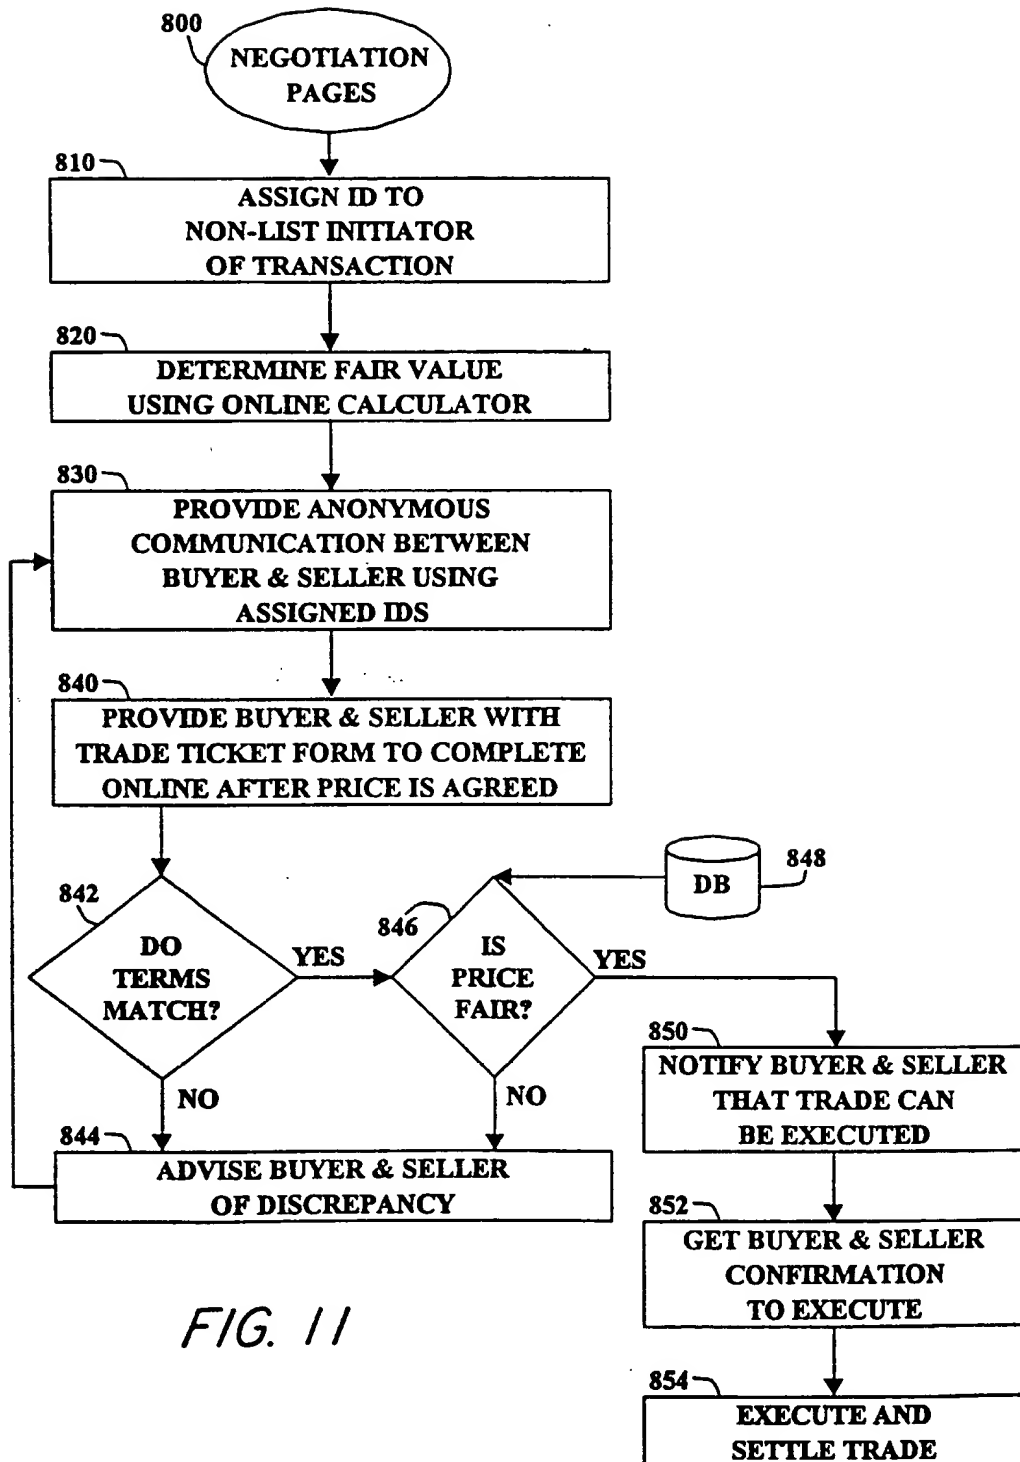 800
NEGOTIATION
PAGES
810
ASSIGN ID TO
NON-LIST INITIATOR
OF TRANSACTION
820
DETERMINE FAIR VALUE
USING ONLINE CALCULATOR
830
PROVIDE ANONYMOUS
COMMUNICATION BETWEEN
BUYER & SELLER USING
ASSIGNED IDS
840
PROVIDE BUYER & SELLER WITH
TRADE TICKET FORM TO COMPLETE
ONLINE AFTER PRICE IS AGREED
842
DO
TERMS
MATCH?
YES
NO
846
IS
PRICE
FAIR?
YES
NO
DB
848
844
ADVISE BUYER & SELLER
OF DISCREPANCY
850
NOTIFY BUYER & SELLER
THAT TRADE CAN
BE EXECUTED
852
GET BUYER & SELLER
CONFIRMATION
TO EXECUTE
854
EXECUTE AND
SETTLE TRADE
FIG. 11